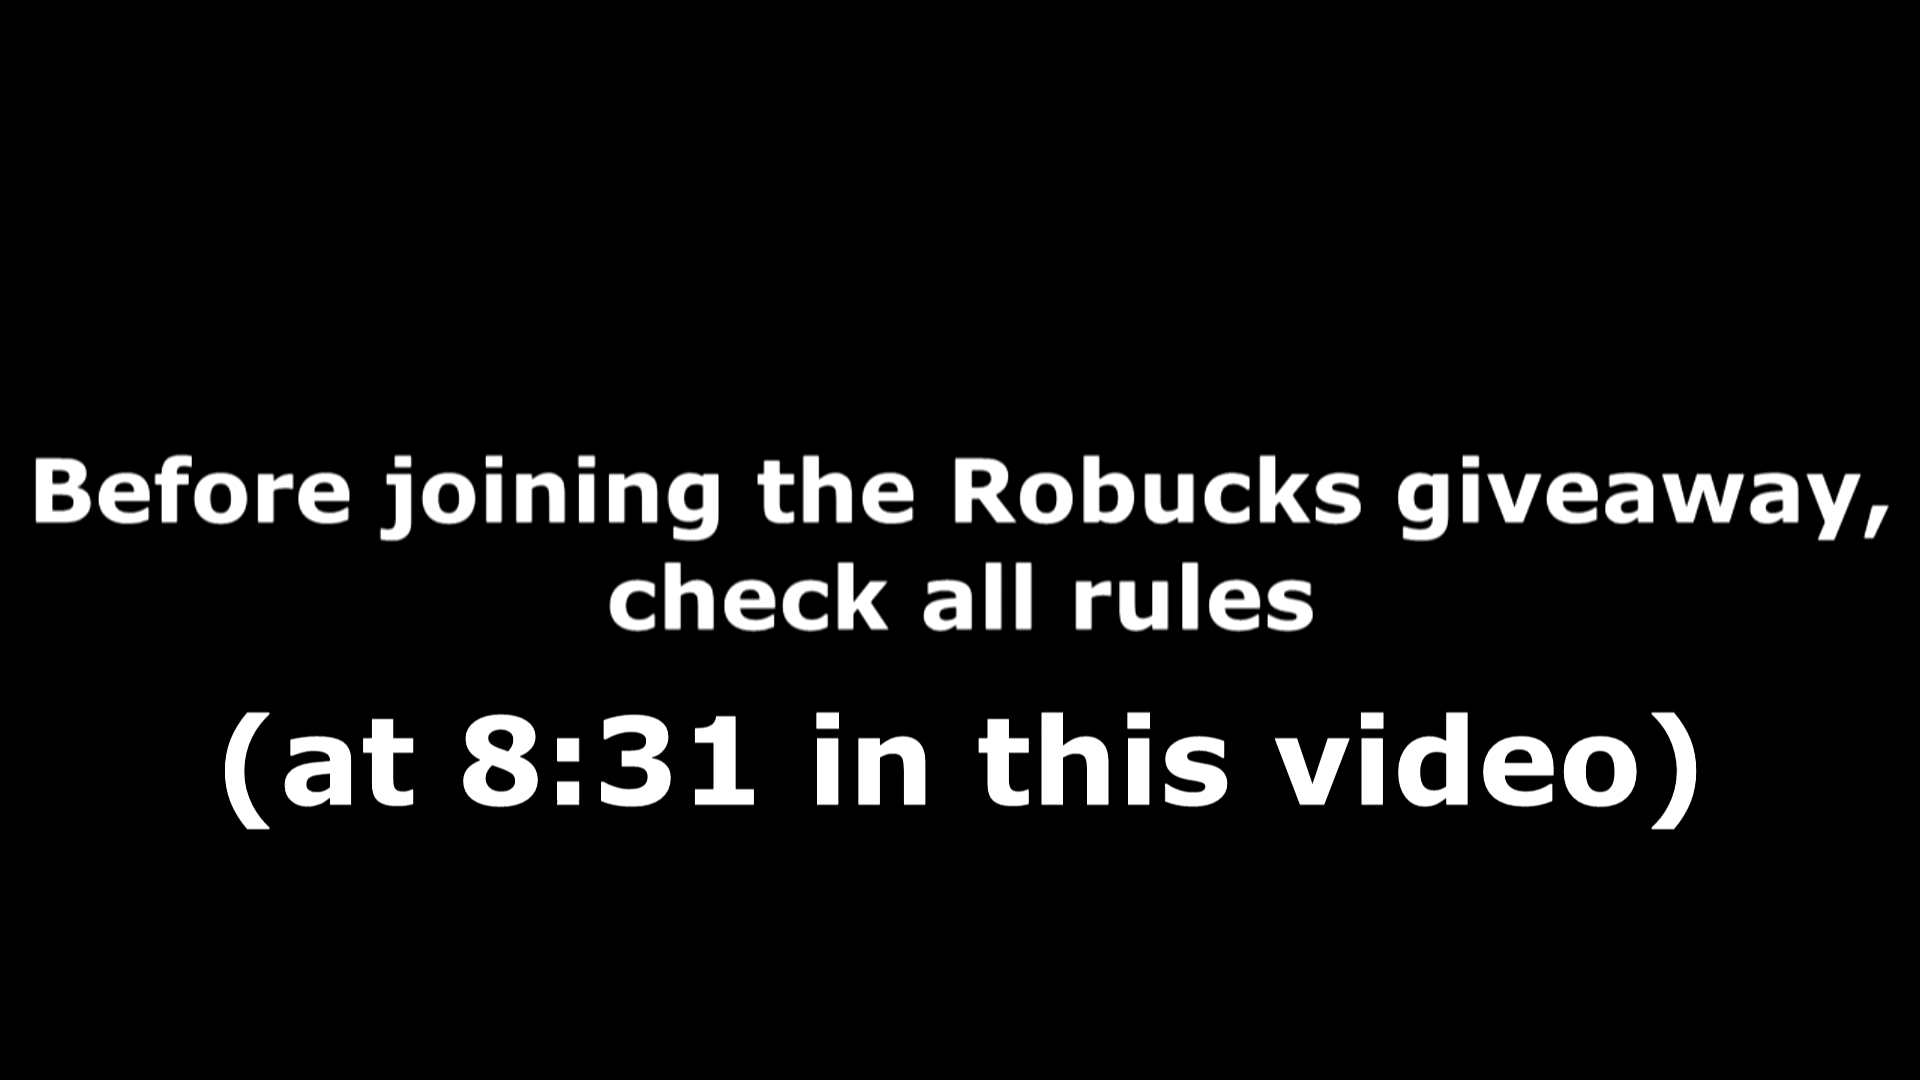 Before joining the Robucks giveaway,
check all rules
(at 8:31 in this video)